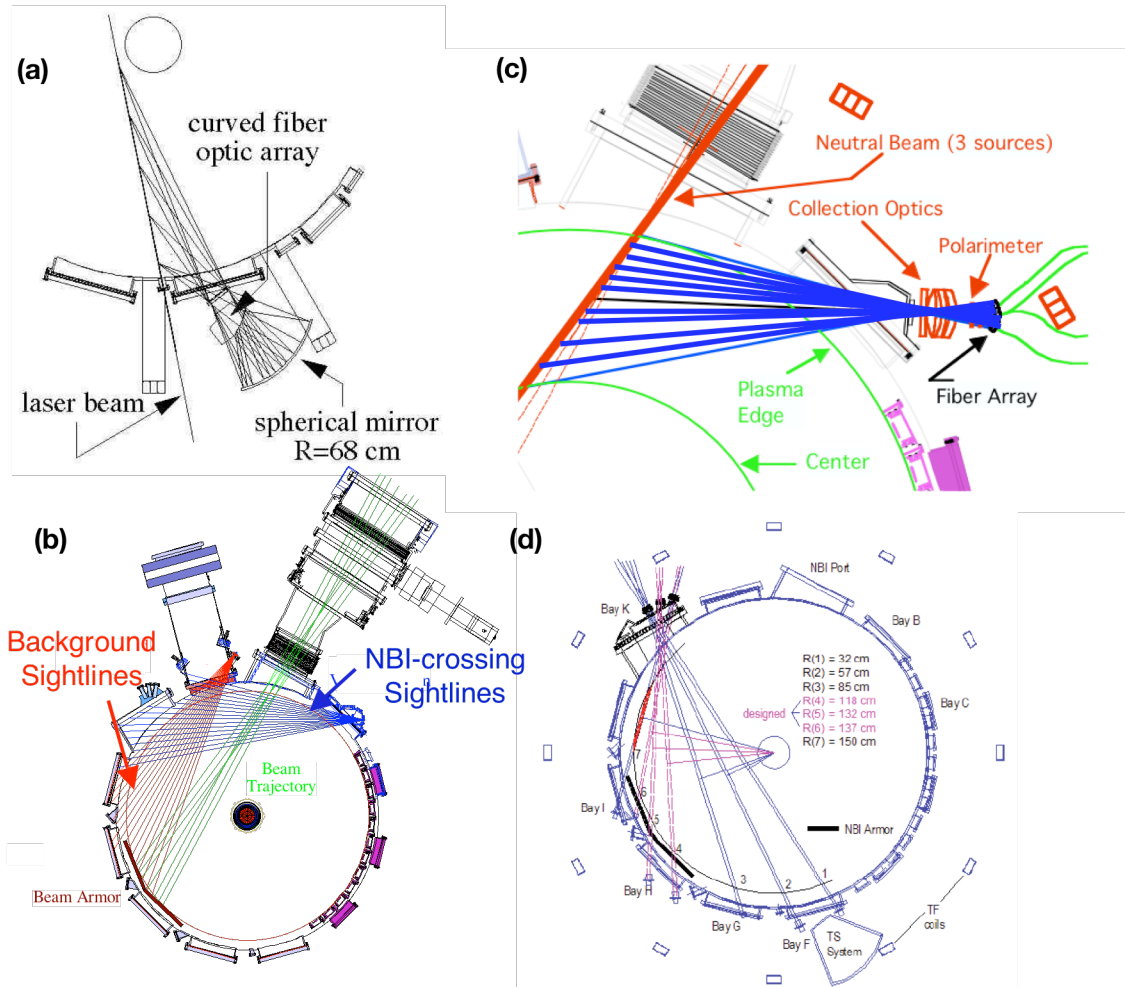 (a)
curved fiber
optic array
laser beam
spherical mirror
R=68 cm
(c)
Neutral Beam (3 sources)
Collection Optics
Polarimeter
Plasma
Edge
Fiber Array
Center
(b)
Background
Sightlines
NBI-crossing
Sightlines
Beam
Trajectory
Beam Armor
(d)
NBI Port
Bay K
Bay B
R(1) = 32 cm
R(2) = 57 cm
R(3) = 85 cm
R(4) = 118 cm
designed
R(5) = 132 cm
R(6) = 137 cm
R(7) = 150 cm
Bay C
7
6
Bay I
5
NBI Armor
4
3
2
1
Bay H
Bay G
Bay F
TS
System
TF
coils